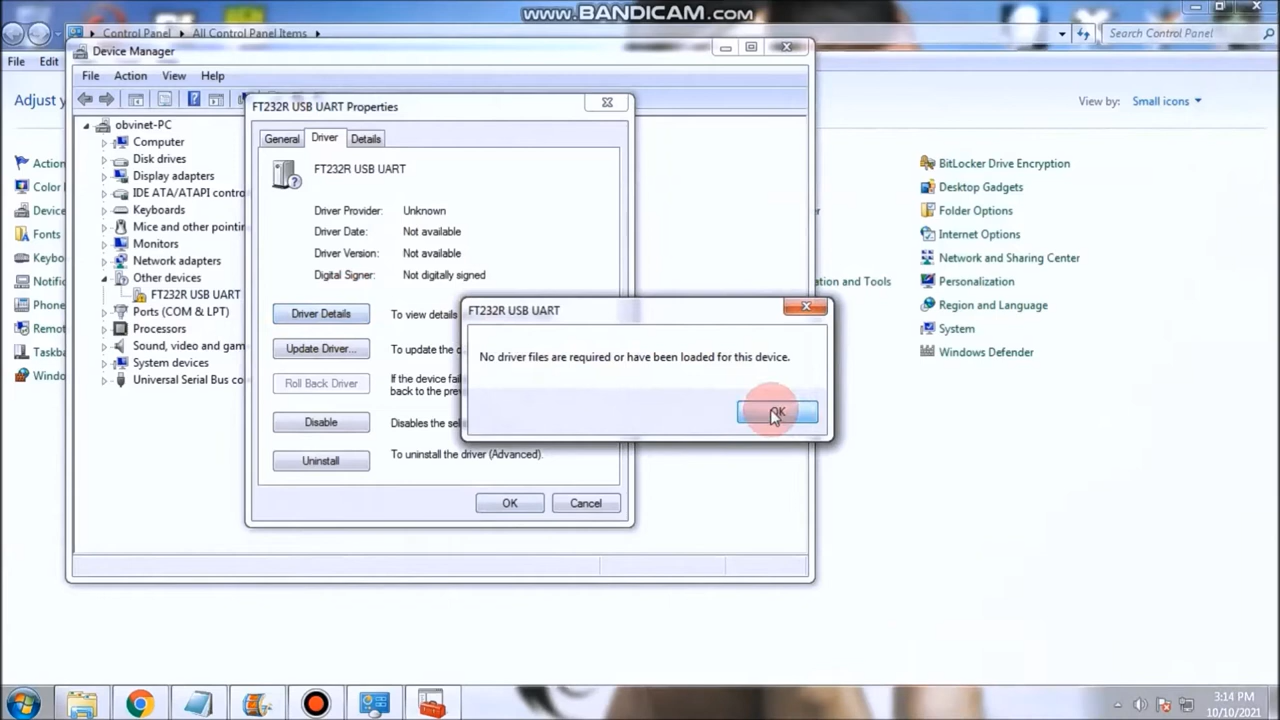 www.BANDICAM.com
Control Panel
All Control Panel Items
Search Control Panel
File
Edit
Device Manager
File
Action
View
Help
Adjust y
View by:
Small icons
obvinet-PC
Computer
Disk drives
Display adapters
IDE ATA/ATAPI contro
Keyboards
Mice and other pointin
Monitors
Network adapters
Other devices
FT232R USB UART
Ports (COM & LPT)
Processors
Sound, video and gam
System devices
Universal Serial Bus co
Action
Color
Device
Fonts
Keybo
Notific
Phone
Remot
Taskba
Windo
FT232R USB UART Properties
General
Driver
Details
FT232R USB UART
Driver Provider:
Unknown
Driver Date:
Not available
Driver Version:
Not available
Digital Signer:
Not digitally signed
Driver Details
To view details
Update Driver...
To update the d
Roll Back Driver
If the device fail
back to the prev
Disable
Disables the sel
Uninstall
To uninstall the driver (Advanced).
OK
Cancel
FT232R USB UART
No driver files are required or have been loaded for this device.
OK
ation and Tools
BitLocker Drive Encryption
Desktop Gadgets
Folder Options
Internet Options
Network and Sharing Center
Personalization
Region and Language
System
Windows Defender
3:14 PM
10/10/2021